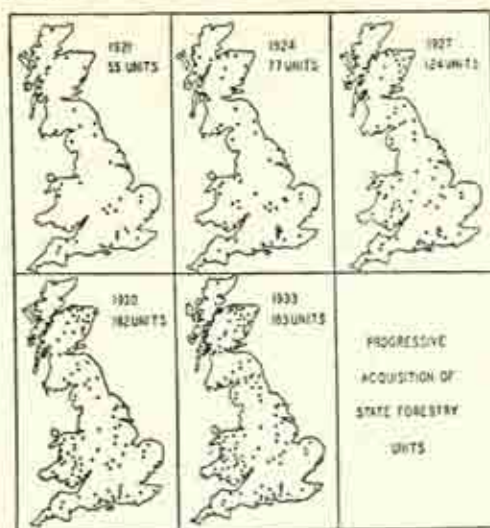 1921
55 UNITS
1924
77 UNITS
1927
124 UNITS
1930
162 UNITS
1933
183 UNITS
PROGRESSIVE
ACQUISITION OF
STATE FORESTRY
UNITS